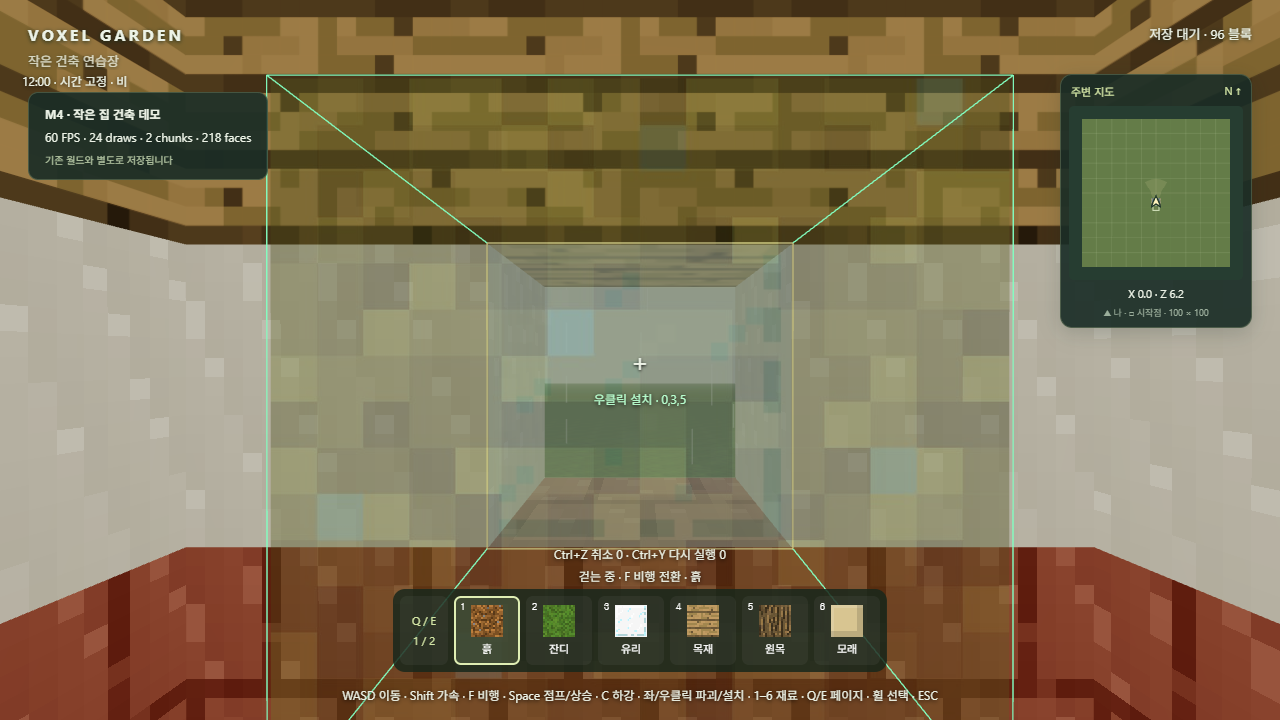 VOXEL GARDEN
작은 건축 연습장
12:00 · 시간 고정 · 비
M4 · 작은 집 건축 데모
60 FPS · 24 draws · 2 chunks · 218 faces
기존 월드와 별도로 저장됩니다
저장 대기 · 96 블록
주변 지도 N ↑
X 0.0 · Z 6.2
▲ 나 · □ 시작점 · 100 × 100
우클릭 설치 · 0,3,5
Ctrl+Z 취소 0 · Ctrl+Y 다시 실행 0
걷는 중 · F 비행 전환 · 흙
Q / E
1 / 2
1 흙
2 잔디
3 유리
4 목재
5 원목
6 모래
WASD 이동 · Shift 가속 · F 비행 · Space 점프/상승 · C 하강 · 좌/우클릭 파괴/설치 · 1–6 재료 · Q/E 페이지 · 휠 선택 · ESC